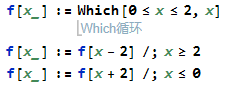 f[x_] := Which[0 ≤ x ≤ 2, x]
Which循环
f[x_] := f[x - 2] /; x ≥ 2
f[x_] := f[x + 2] /; x ≤ 0